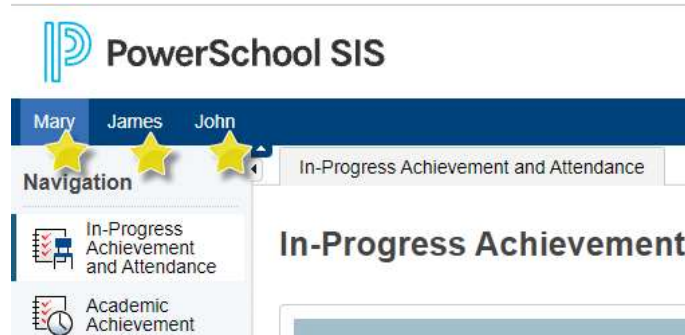 PowerSchool SIS
Mary James John
Navigation
In-Progress Achievement and Attendance
In-Progress
Achievement
and Attendance
In-Progress Achievement
Academic
Achievement